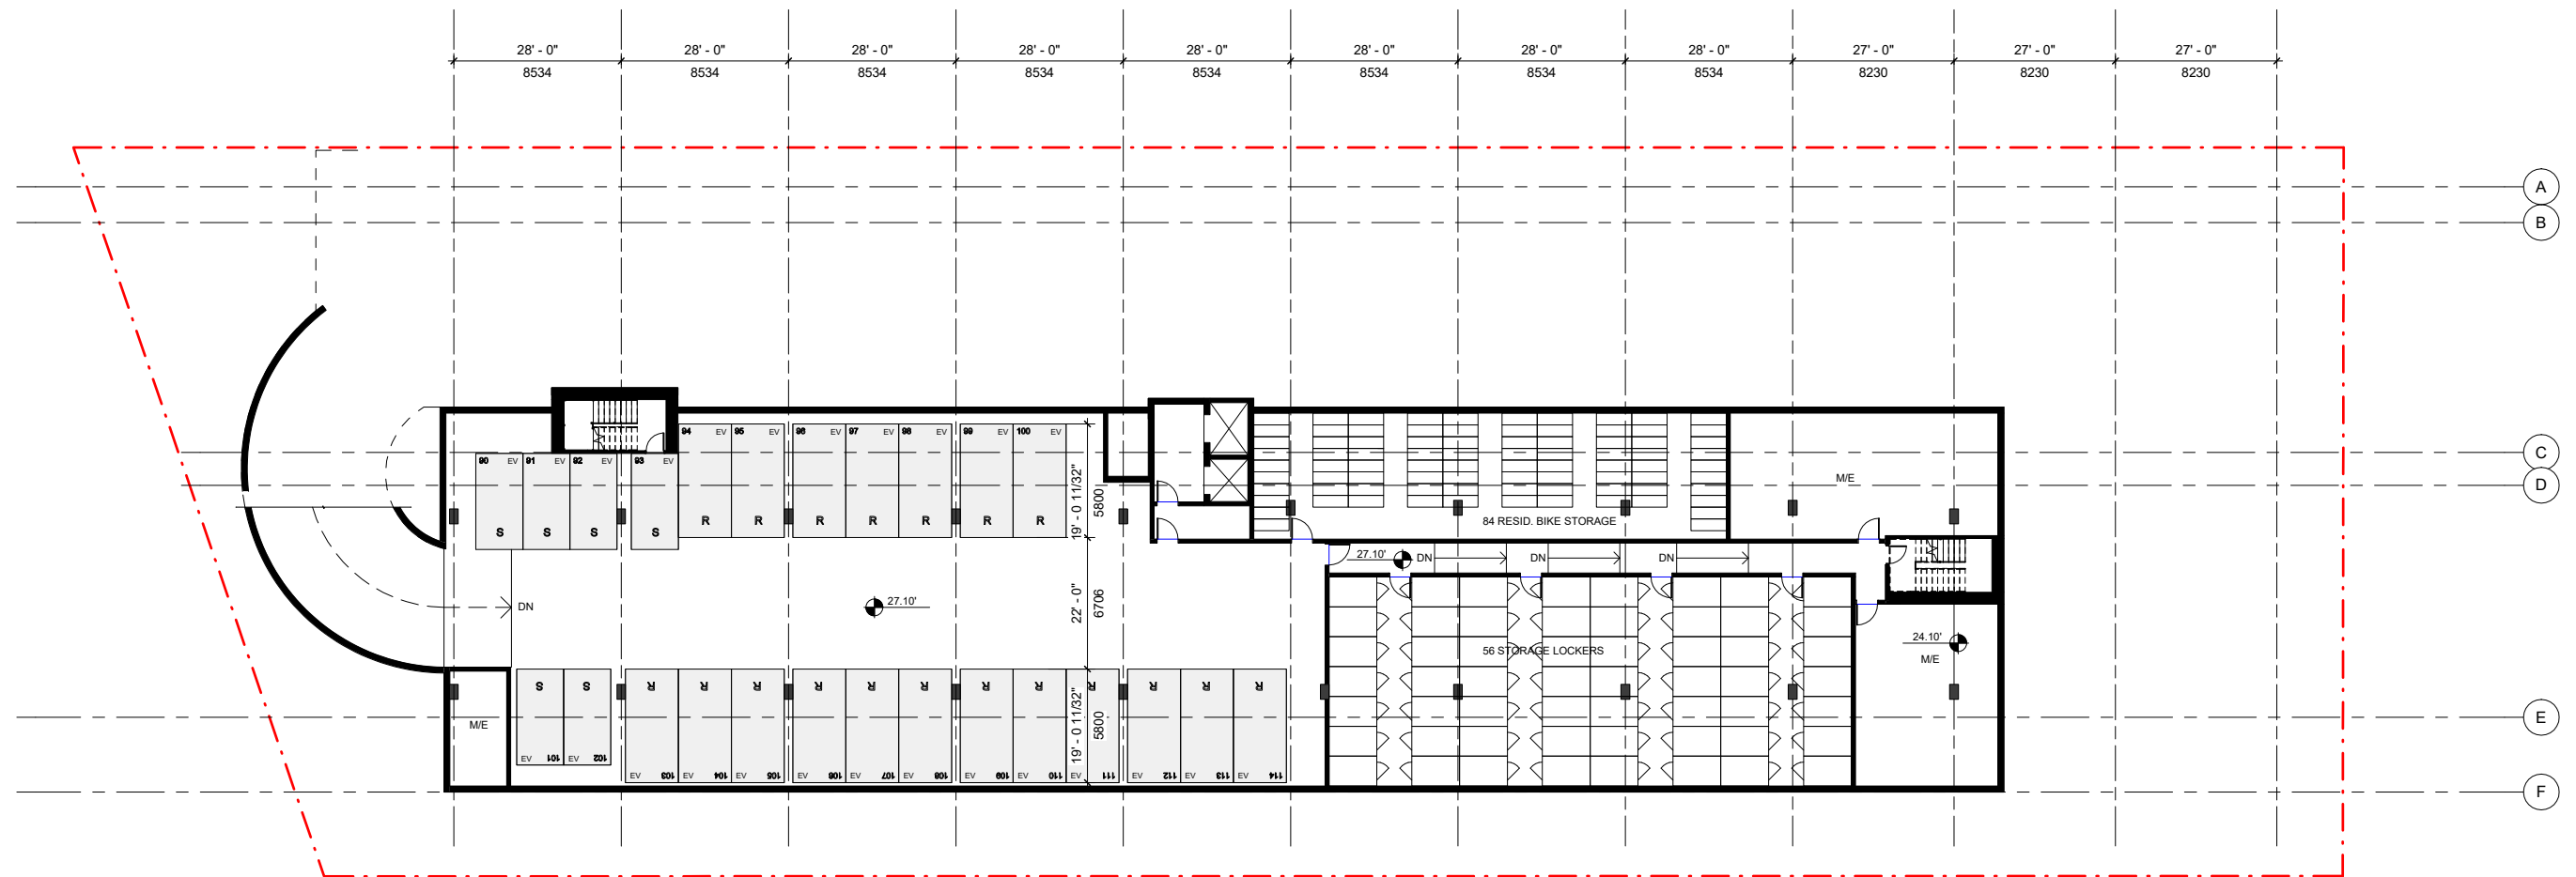 28' - 0" 28' - 0" 28' - 0" 28' - 0" 28' - 0" 28' - 0" 28' - 0" 28' - 0" 27' - 0" 27' - 0" 27' - 0"
8534 8534 8534 8534 8534 8534 8534 8534 8230 8230 8230
A
B
94 EV 95 EV 96 EV 97 EV 98 EV 99 EV 100 EV
C
90 EV 91 EV 92 EV 93 EV
M/E
D
19' - 0 11/32"
5800
R R R R R R R
84 RESID. BIKE STORAGE
S S S S
27.10' DN DN DN
22' - 0"
6706
DN
27.10'
24.10'
56 STORAGE LOCKERS
M/E
S S R R R R R R R R R R R R
E
M/E
19' - 0 11/32"
5800
EV 101 EV 102
EV 103 EV 104 EV 105 EV 106 EV 107 EV 108 EV 109 EV 110 EV 111 EV 112 EV 113 EV 114
F